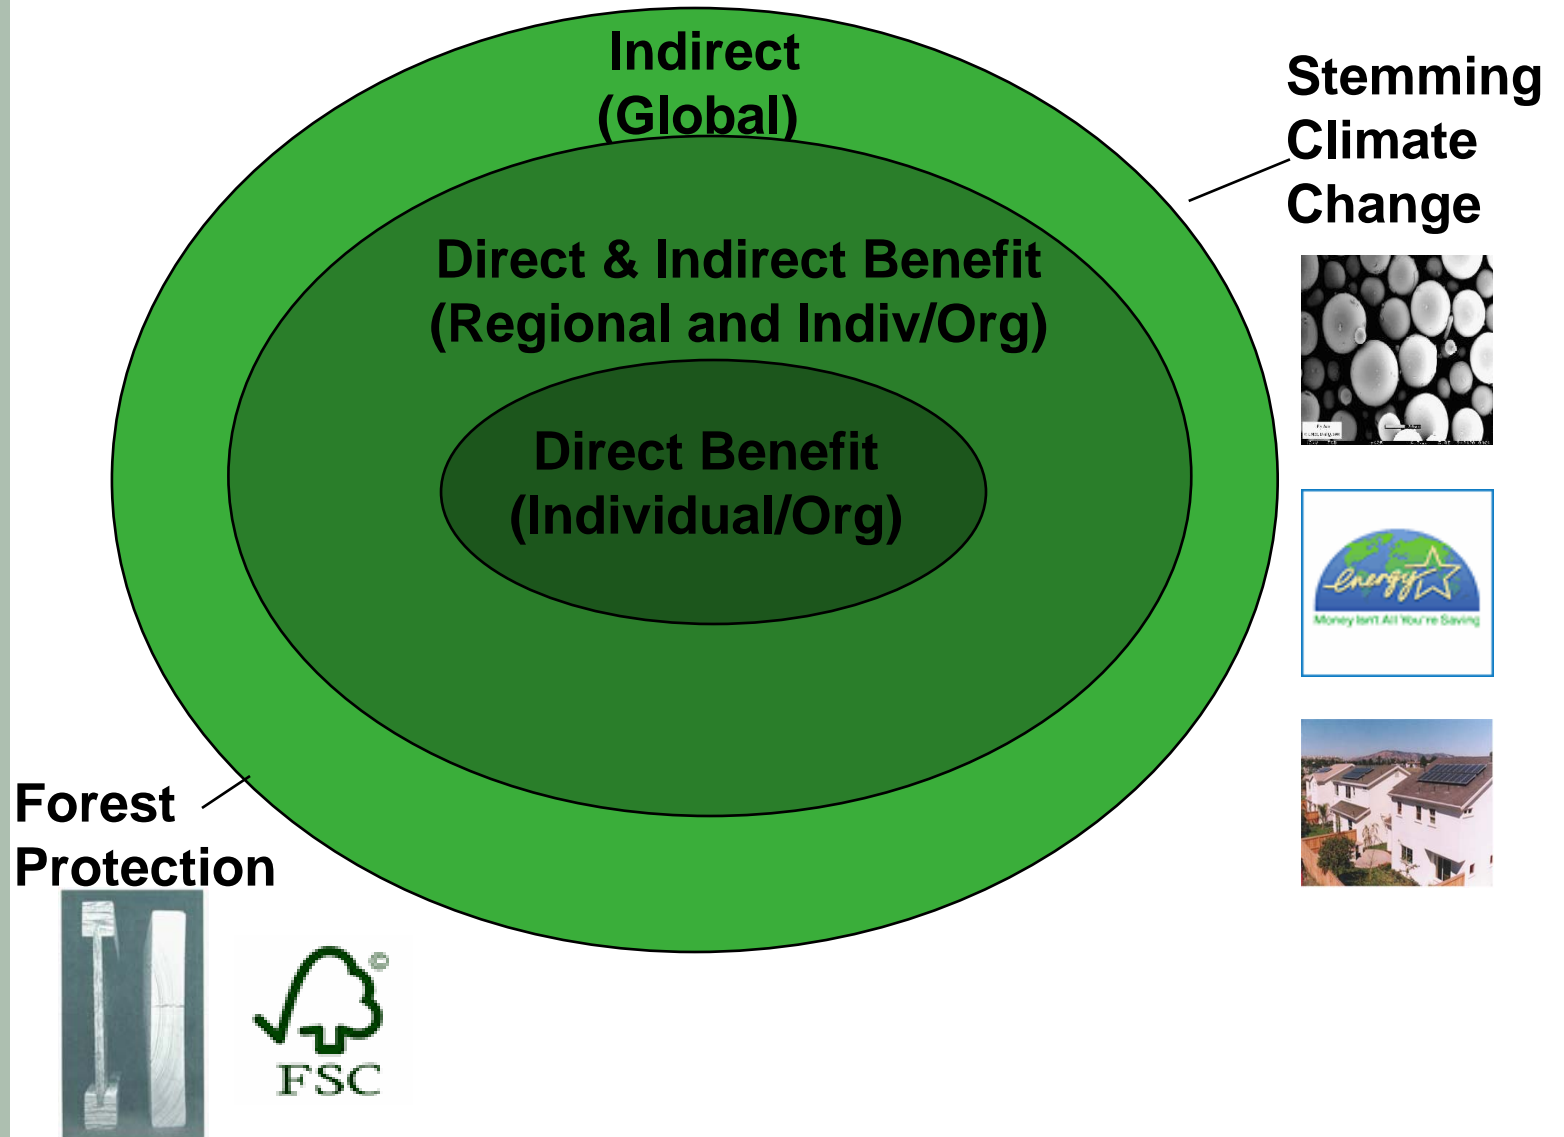 Indirect
(Global)
Stemming
Climate
Change
Direct & Indirect Benefit
(Regional and Indiv/Org)
Direct Benefit
(Individual/Org)
energy
Money Isn't All You're Saving
Forest
Protection
©
FSC